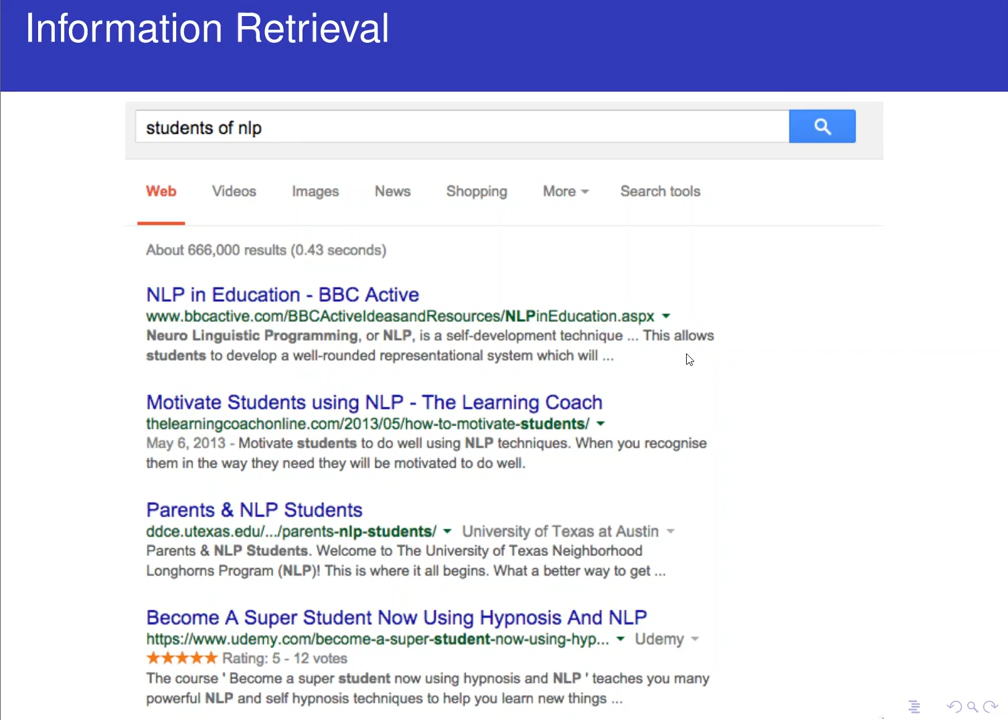 Information Retrieval
students of nlp
Web Videos Images News Shopping More Search tools
About 666,000 results (0.43 seconds)
NLP in Education - BBC Active
www.bbcactive.com/BBCActiveIdeasandResources/NLPinEducation.aspx
Neuro Linguistic Programming, or NLP, is a self-development technique ... This allows
students to develop a well-rounded representational system which will ...
Motivate Students using NLP - The Learning Coach
thelearningcoachonline.com/2013/05/how-to-motivate-students/
May 6, 2013 - Motivate students to do well using NLP techniques. When you recognise
them in the way they need they will be motivated to do well.
Parents & NLP Students
ddce.utexas.edu/.../parents-nlp-students/ University of Texas at Austin
Parents & NLP Students. Welcome to The University of Texas Neighborhood
Longhorns Program (NLP)! This is where it all begins. What a better way to get ...
Become A Super Student Now Using Hypnosis And NLP
https://www.udemy.com/become-a-super-student-now-using-hyp... Udemy
Rating: 5 - 12 votes
The course ' Become a super student now using hypnosis and NLP ' teaches you many
powerful NLP and self hypnosis techniques to help you learn new things ...